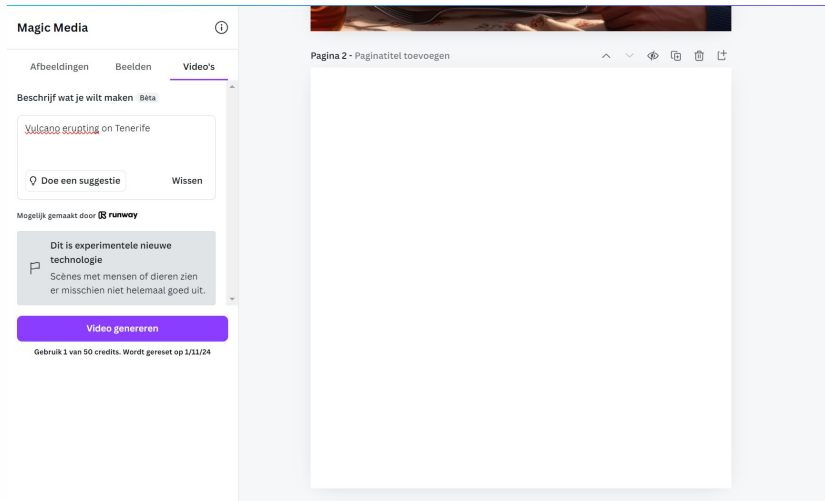 Magic Media
Afbeeldingen Beelden Video's
Beschrijf wat je wilt maken Bèta
Vulcano erupting on Tenerife
Doe een suggestie Wissen
Mogelijk gemaakt door runway
Dit is experimentele nieuwe
technologie
Scènes met mensen of dieren zien
er misschien niet helemaal goed uit.
Video genereren
Gebruik 1 van 50 credits. Wordt gereset op 1/11/24
Pagina 2 - Paginatitel toevoegen